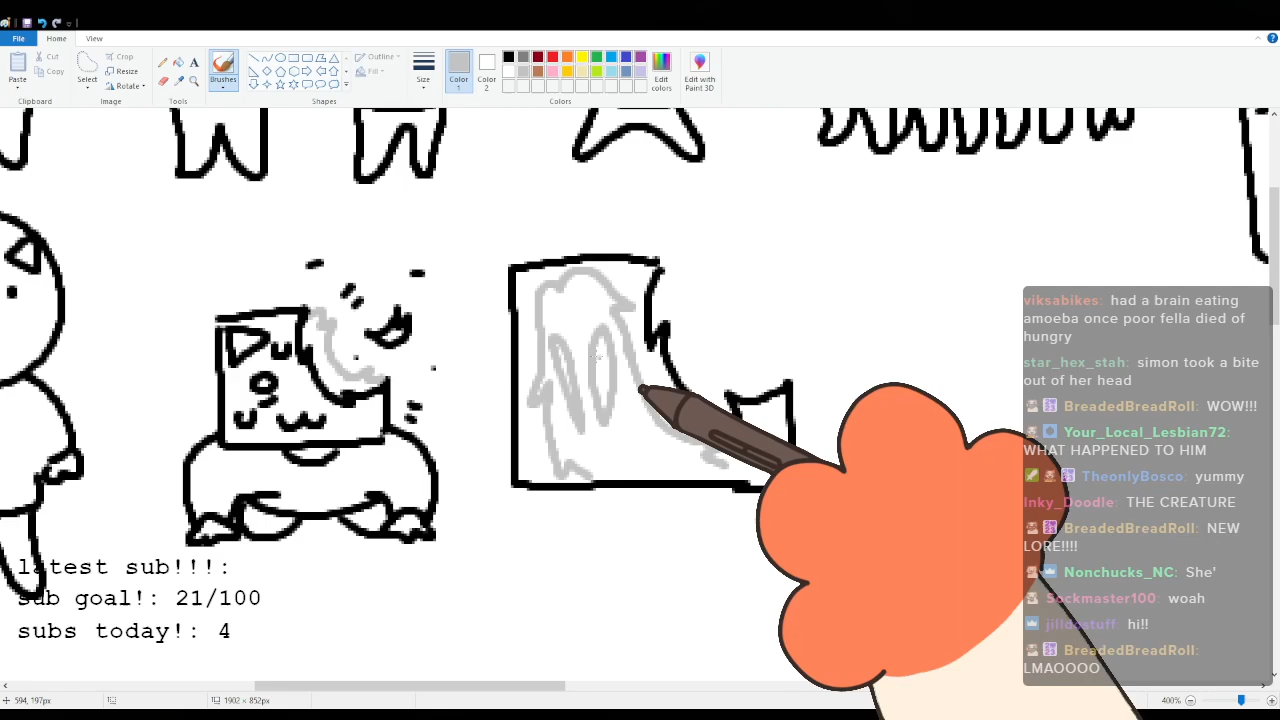 File Home View
Paste Cut Copy Select Crop Resize Rotate Brushes Outline Fill Size Color 1 Color 2 Edit colors Edit with Paint 3D
Clipboard Image Tools Shapes Colors
viksabikes: had a brain eating
amoeba once poor fella died of
hungry
star_hex_stah: simon took a bite
out of her head
BreadedBreadRoll: WOW!!!
Your_Local_Lesbian72:
WHAT HAPPENED TO HIM
TheonlyBosco: yummy
Inky_Doodle: THE CREATURE
BreadedBreadRoll: NEW
LORE!!!!
Nonchucks_NC: She'
Sockmaster100: woah
jilldostuff: hi!!
BreadedBreadRoll:
LMAOOOO
latest sub!!!:
sub goal!: 21/100
subs today!: 4
594, 197px 1902 × 852px 400%